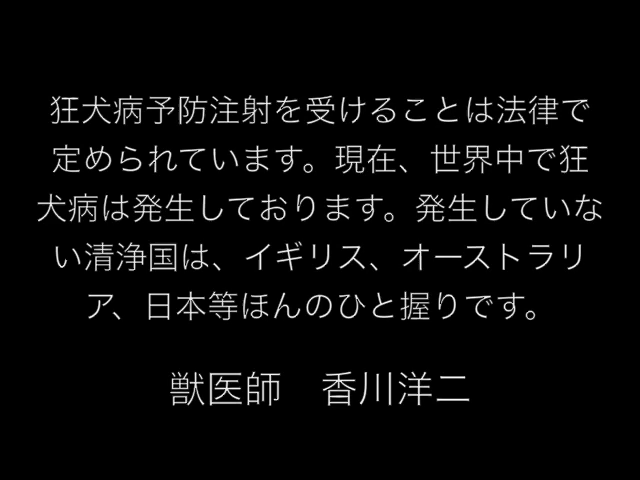 狂犬病予防注射を受けることは法律で
定められています。現在、世界中で狂
犬病は発生しております。発生していな
い清浄国は、イギリス、オーストラリ
ア、日本等ほんのひと握りです。
獣医師　香川洋二